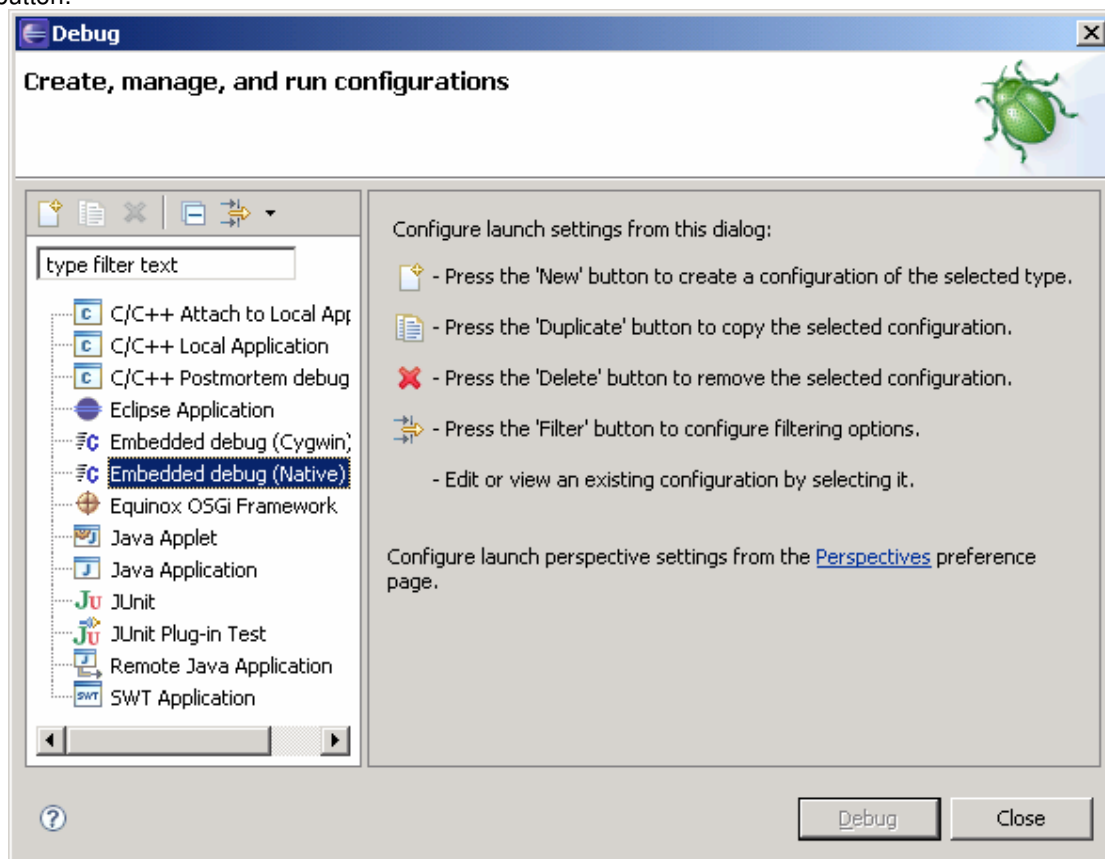 button.
Debug
Create, manage, and run configurations
type filter text
C/C++ Attach to Local App
C/C++ Local Application
C/C++ Postmortem debug
Eclipse Application
Embedded debug (Cygwin)
Embedded debug (Native)
Equinox OSGi Framework
Java Applet
Java Application
JUnit
JUnit Plug-in Test
Remote Java Application
SWT Application
Configure launch settings from this dialog:
- Press the 'New' button to create a configuration of the selected type.
- Press the 'Duplicate' button to copy the selected configuration.
- Press the 'Delete' button to remove the selected configuration.
- Press the 'Filter' button to configure filtering options.
- Edit or view an existing configuration by selecting it.
Configure launch perspective settings from the Perspectives preference
page.
Debug
Close